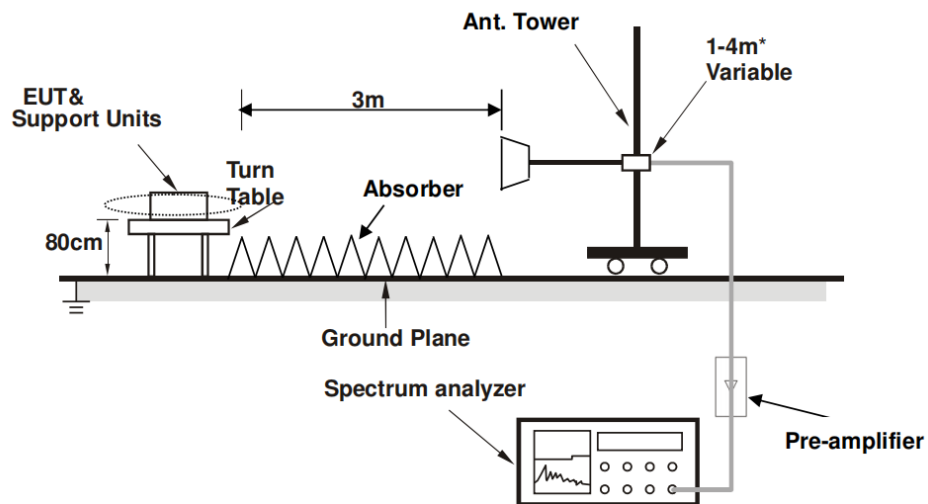 Ant. Tower
1-4m*
Variable
3m
EUT&
Support Units
Turn
Table
Absorber
80cm
Ground Plane
Spectrum analyzer
Pre-amplifier